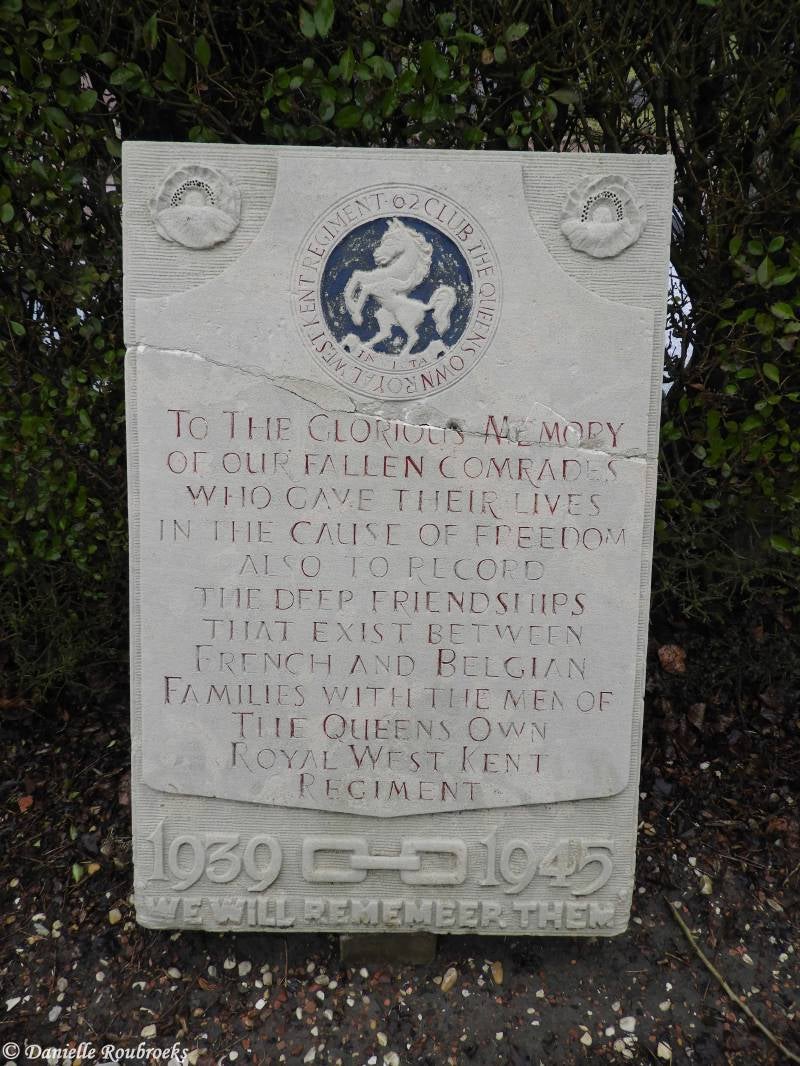 THE QUEENS OWN ROYAL WEST KENT REGIMENT · 62 CLUB
IN TA
TO THE GLORIOUS MEMORY
OF OUR FALLEN COMRADES
WHO GAVE THEIR LIVES
IN THE CAUSE OF FREEDOM
ALSO TO RECORD
THE DEEP FRIENDSHIPS
THAT EXIST BETWEEN
FRENCH AND BELGIAN
FAMILIES WITH THE MEN OF
THE QUEENS OWN
ROYAL WEST KENT
REGIMENT
1939 1945
WE WILL REMEMBER THEM
© Danielle Roubroeks